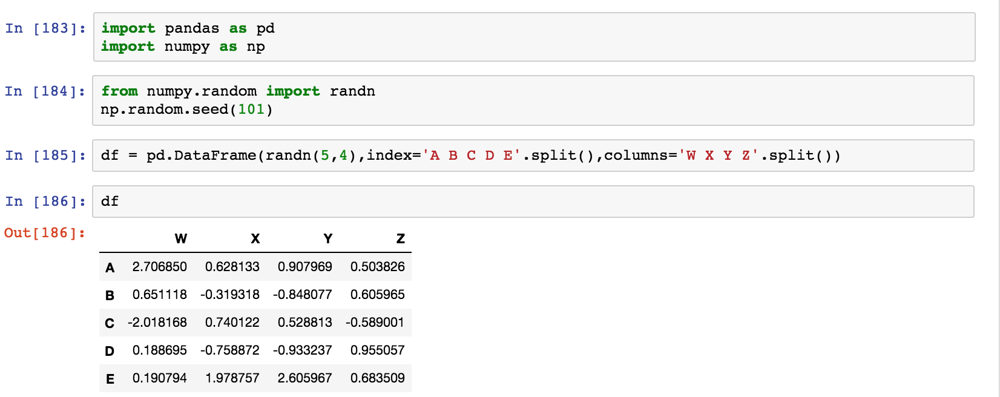 In [183]: import pandas as pd
import numpy as np
In [184]: from numpy.random import randn
np.random.seed(101)
In [185]: df = pd.DataFrame(randn(5,4),index='A B C D E'.split(),columns='W X Y Z'.split())
In [186]: df
Out[186]:
W X Y Z
A 2.706850 0.628133 0.907969 0.503826
B 0.651118 -0.319318 -0.848077 0.605965
C -2.018168 0.740122 0.528813 -0.589001
D 0.188695 -0.758872 -0.933237 0.955057
E 0.190794 1.978757 2.605967 0.683509